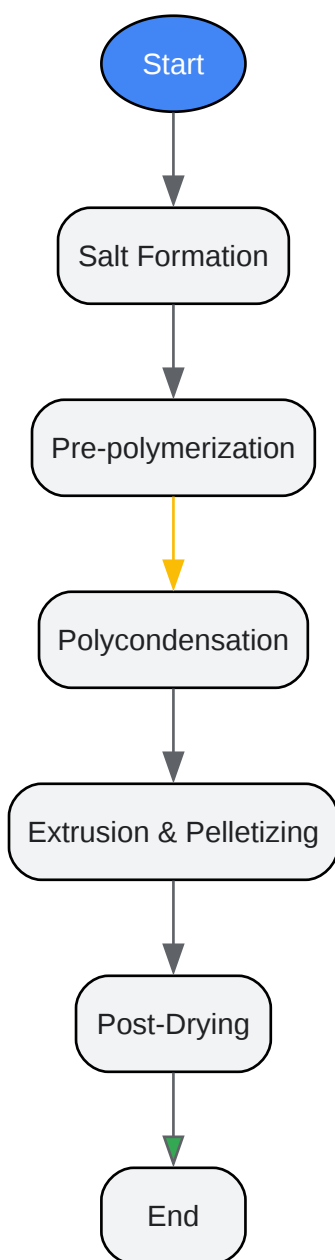 Start
Salt Formation
Pre-polymerization
Polycondensation
Extrusion & Pelletizing
Post-Drying
End